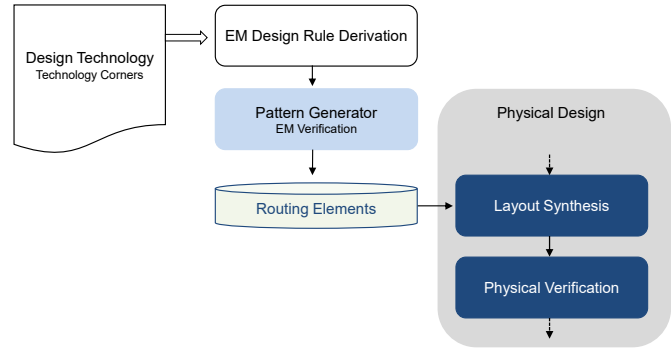 Design Technology
Technology Corners
EM Design Rule Derivation
Pattern Generator
EM Verification
Physical Design
Routing Elements
Layout Synthesis
Physical Verification